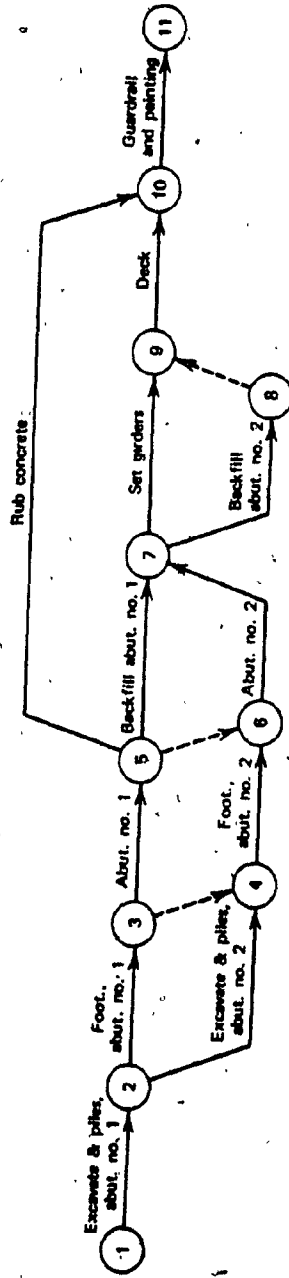 Rub concrete
Excavate & piles,
abut. no. 1
Foot.,
abut. no. 1
Abut. no. 1
Backfill abut. no. 1
Set girders
Deck
Guardrail
and painting
Excavate & piles,
abut. no. 2
Foot.,
abut. no. 2
Abut. no. 2
Backfill
abut. no. 2
1
2
3
4
5
6
7
8
9
10
11